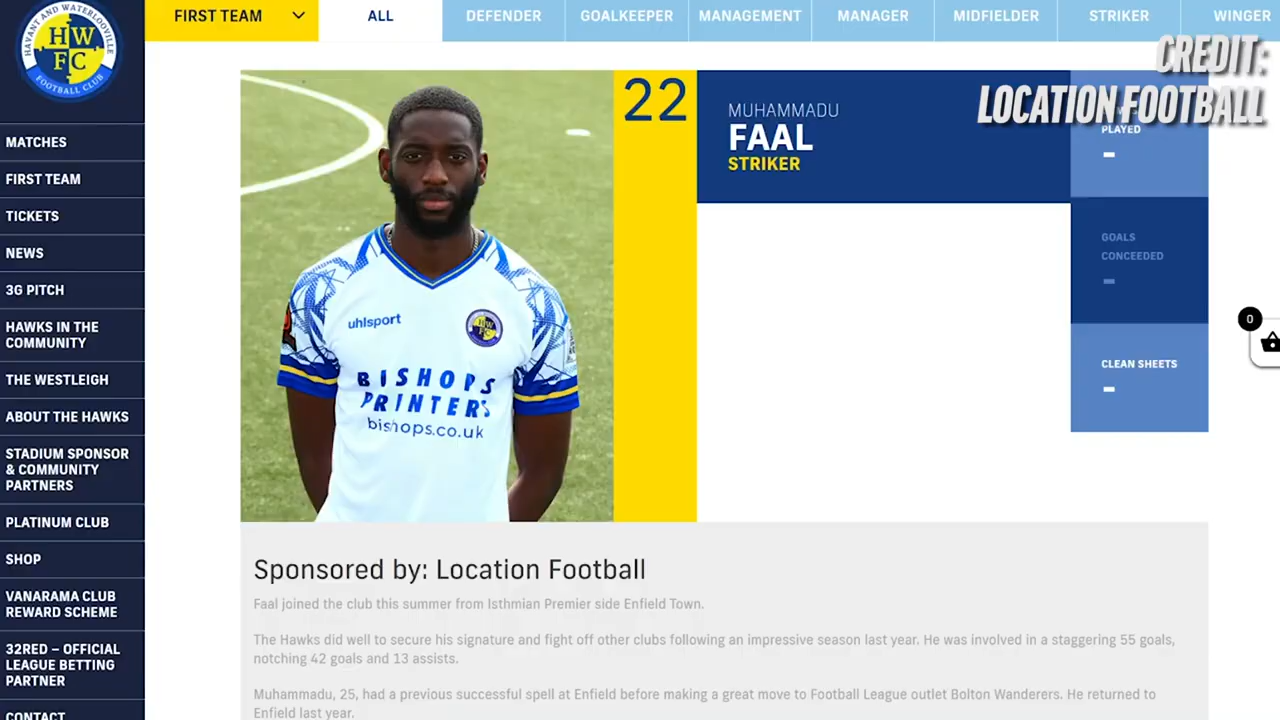 HAVANT AND WATERLOOVILLE
HW
FC
FOOTBALL CLUB
FIRST TEAM
ALL
DEFENDER
GOALKEEPER
MANAGEMENT
MANAGER
MIDFIELDER
STRIKER
WINGER
CREDIT:
LOCATION FOOTBALL
MATCHES
FIRST TEAM
TICKETS
NEWS
3G PITCH
HAWKS IN THE
COMMUNITY
THE WESTLEIGH
ABOUT THE HAWKS
STADIUM SPONSOR
& COMMUNITY
PARTNERS
PLATINUM CLUB
SHOP
VANARAMA CLUB
REWARD SCHEME
32RED – OFFICIAL
LEAGUE BETTING
PARTNER
CONTACT
22
MUHAMMADU
FAAL
STRIKER
PLAYED
-
GOALS
CONCEEDED
-
CLEAN SHEETS
-
0
uhlsport
HW
FC
BISHOPS
PRINTERS
bishops.co.uk
Sponsored by: Location Football
Faal joined the club this summer from Isthmian Premier side Enfield Town.
The Hawks did well to secure his signature and fight off other clubs following an impressive season last year. He was involved in a staggering 55 goals,
notching 42 goals and 13 assists.
Muhammadu, 25, had a previous successful spell at Enfield before making a great move to Football League outlet Bolton Wanderers. He returned to
Enfield last year.